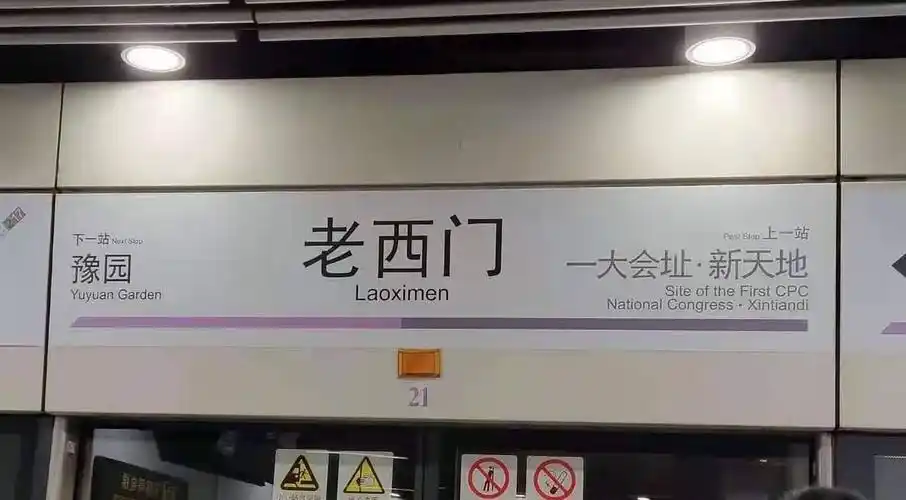 下一站 Next Stop
豫园
Yuyuan Garden
老西门
Laoximen
Past Stop 上一站
一大会址·新天地
Site of the First CPC
National Congress · Xintiandi
21